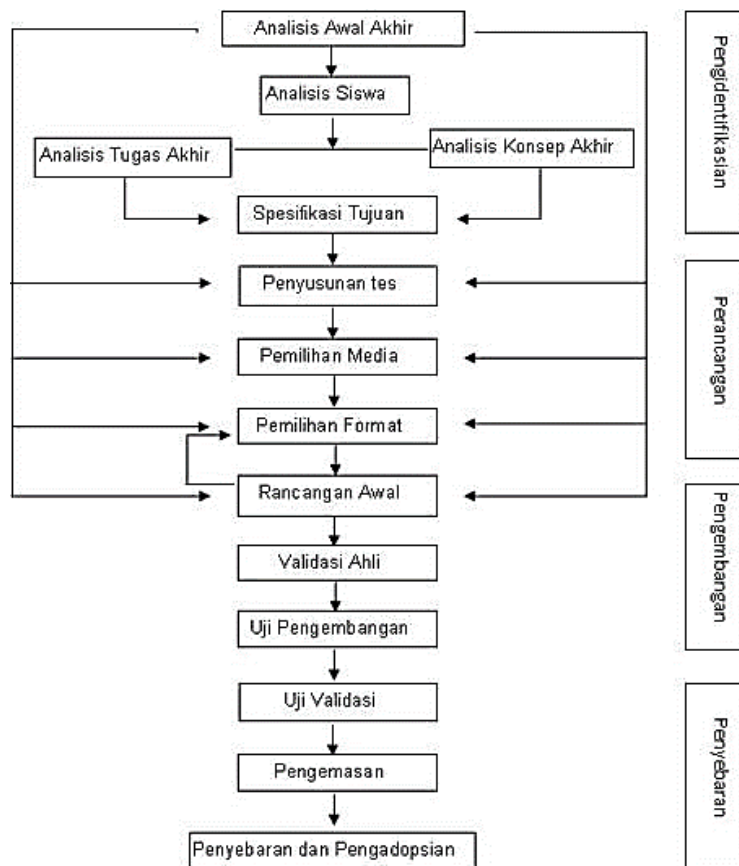 Analisis Awal Akhir
Analisis Siswa
Analisis Tugas Akhir
Analisis Konsep Akhir
Spesifikasi Tujuan
Penyusunan tes
Pemilihan Media
Pemilihan Format
Rancangan Awal
Validasi Ahli
Uji Pengembangan
Uji Validasi
Pengemasan
Penyebaran dan Pengadopsian
Pengidentifikasian
Perancangan
Pengembangan
Penyebaran